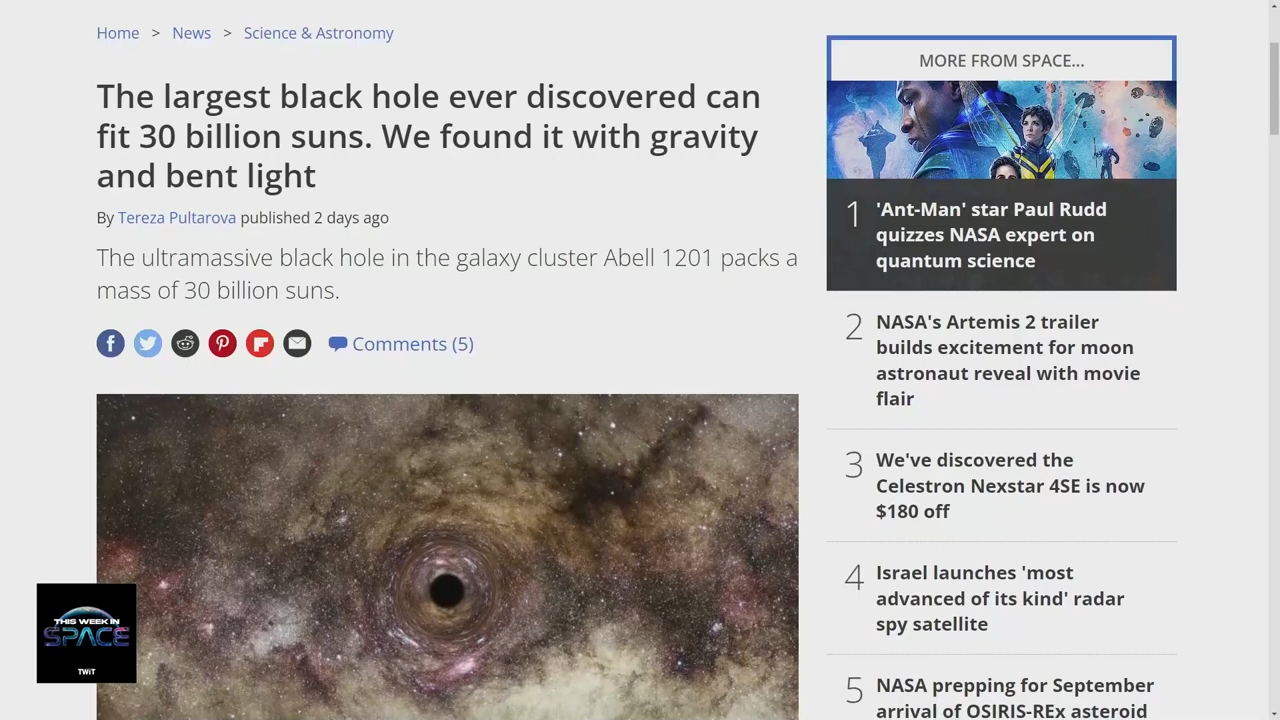 Home > News > Science & Astronomy
The largest black hole ever discovered can
fit 30 billion suns. We found it with gravity
and bent light
By Tereza Pultarova published 2 days ago
The ultramassive black hole in the galaxy cluster Abell 1201 packs a
mass of 30 billion suns.
Comments (5)
THIS WEEK IN
SPACE
TWiT
MORE FROM SPACE...
1 'Ant-Man' star Paul Rudd
quizzes NASA expert on
quantum science
2 NASA's Artemis 2 trailer
builds excitement for moon
astronaut reveal with movie
flair
3 We've discovered the
Celestron Nexstar 4SE is now
$180 off
4 Israel launches 'most
advanced of its kind' radar
spy satellite
5 NASA prepping for September
arrival of OSIRIS-REx asteroid